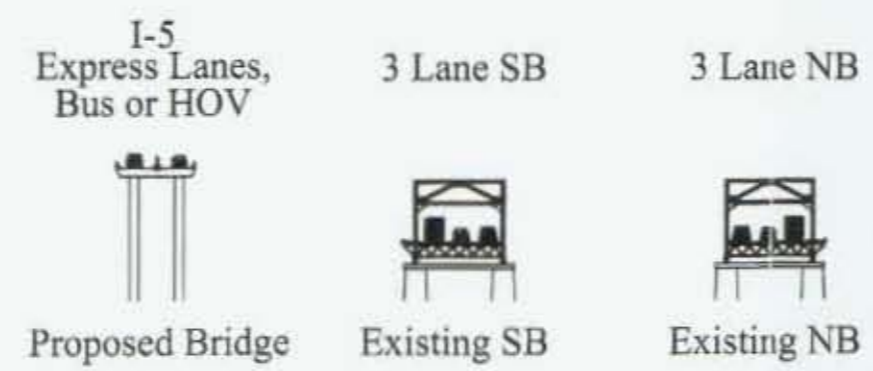 I-5
Express Lanes,
Bus or HOV
3 Lane SB
3 Lane NB
Proposed Bridge
Existing SB
Existing NB